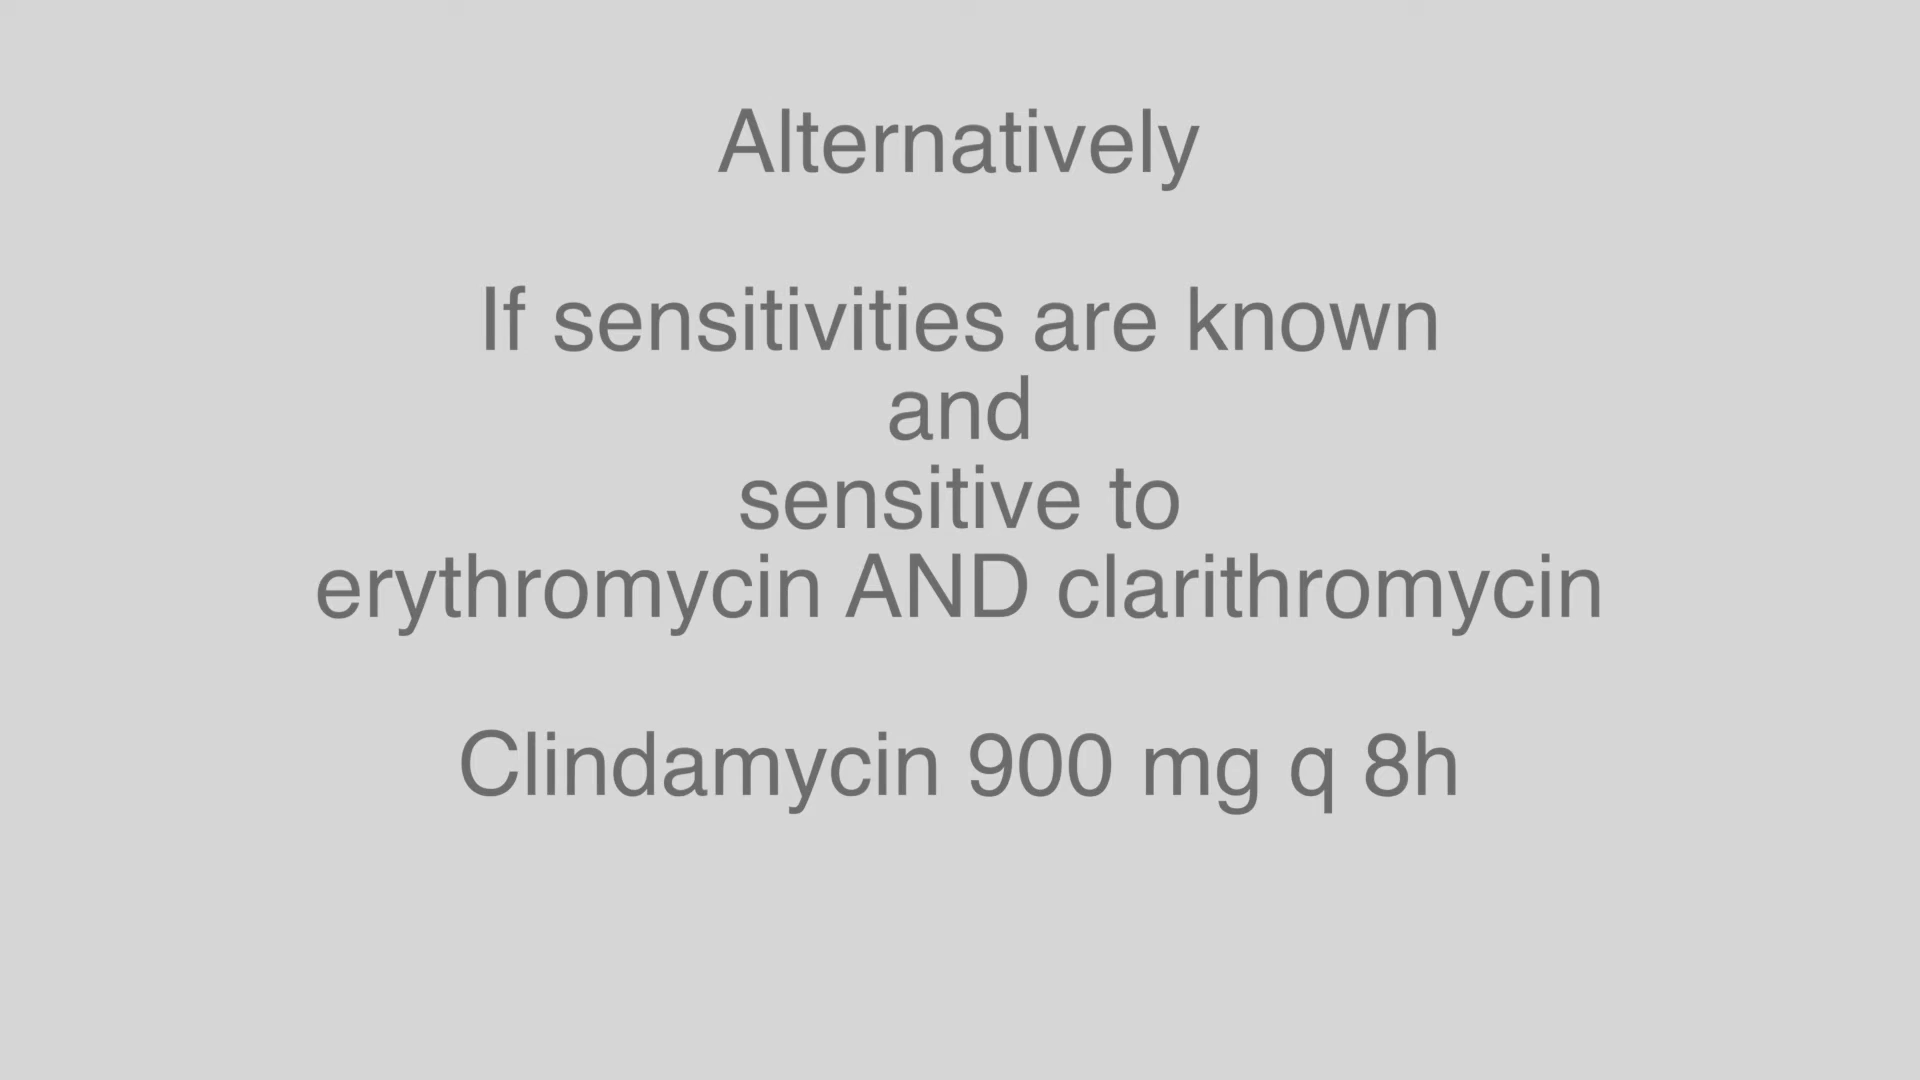 Alternatively
If sensitivities are known
and
sensitive to
erythromycin AND clarithromycin
Clindamycin 900 mg q 8h